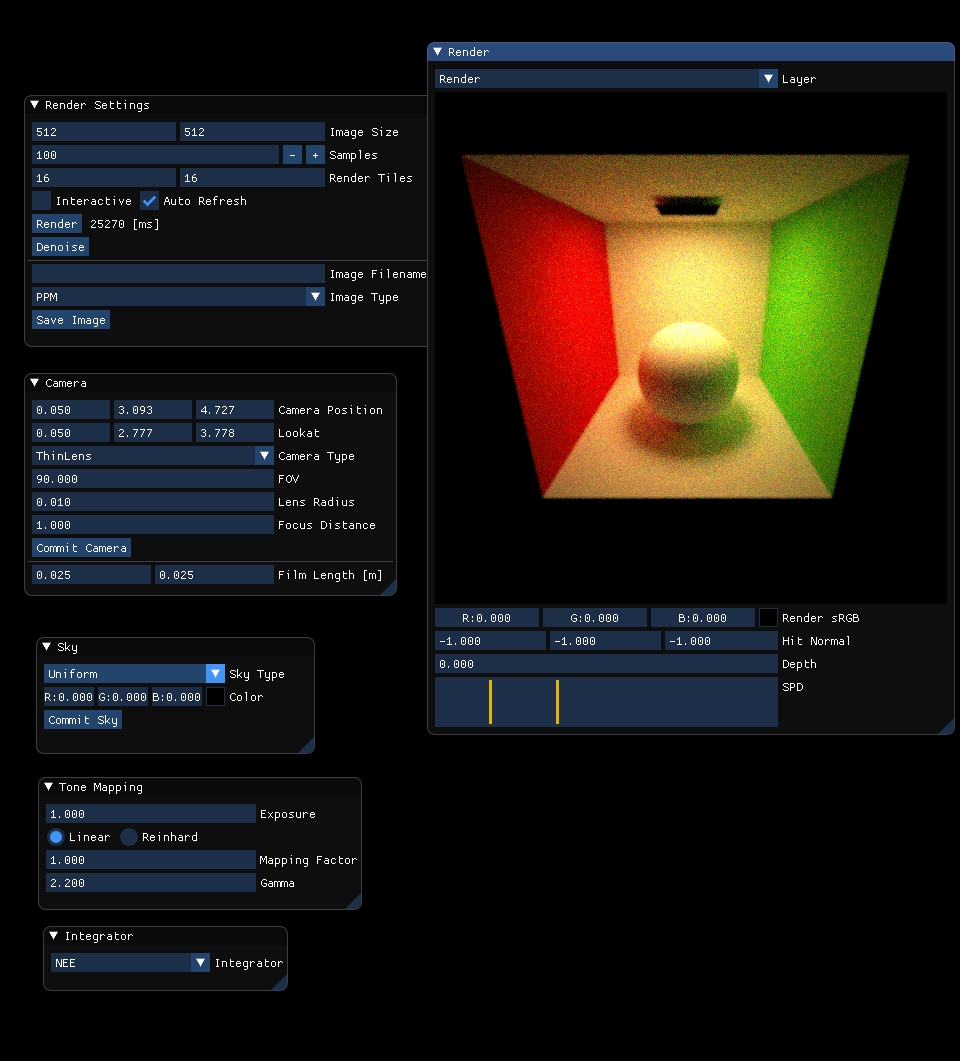 Render Settings
512 512 Image Size
100 - + Samples
16 16 Render Tiles
Interactive Auto Refresh
Render 25270 [ms]
Denoise
Image Filename
PPM Image Type
Save Image
Camera
0.050 3.093 4.727 Camera Position
0.050 2.777 3.778 Lookat
ThinLens Camera Type
90.000 FOV
0.010 Lens Radius
1.000 Focus Distance
Commit Camera
0.025 0.025 Film Length [m]
Sky
Uniform Sky Type
R:0.000 G:0.000 B:0.000 Color
Commit Sky
Tone Mapping
1.000 Exposure
Linear Reinhard
1.000 Mapping Factor
2.200 Gamma
Integrator
NEE Integrator
Render
Render Layer
R:0.000 G:0.000 B:0.000 Render sRGB
-1.000 -1.000 -1.000 Hit Normal
0.000 Depth
SPD